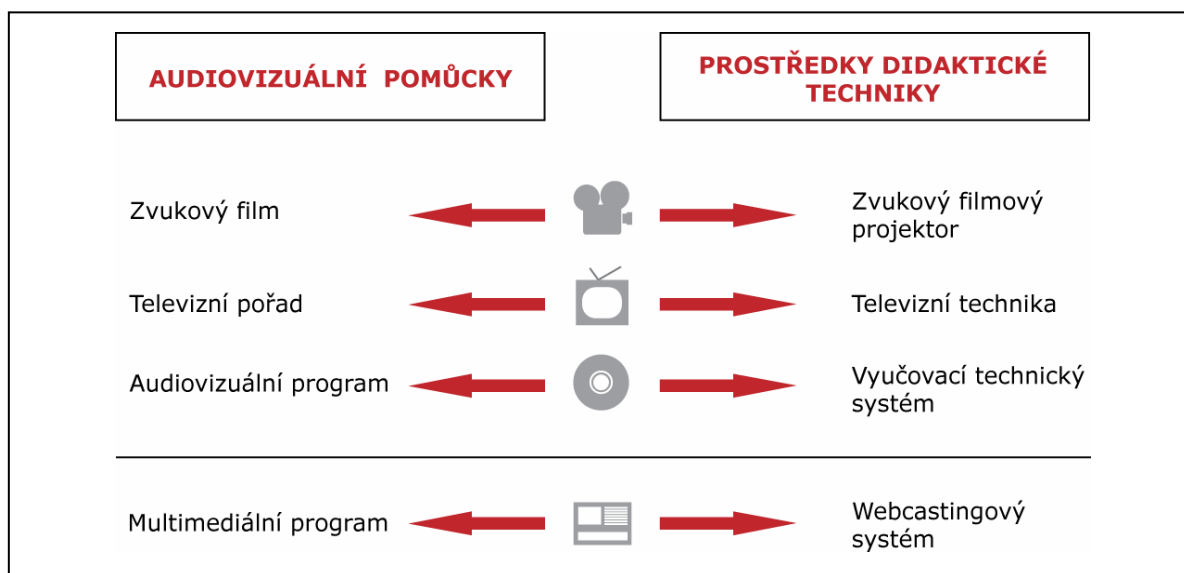 AUDIOVIZUÁLNÍ POMŮCKY
PROSTŘEDKY DIDAKTICKÉ
TECHNIKY
Zvukový film
Zvukový filmový
projektor
Televizní pořad
Televizní technika
Audiovizuální program
Vyučovací technický
systém
Multimediální program
Webcastingový
systém